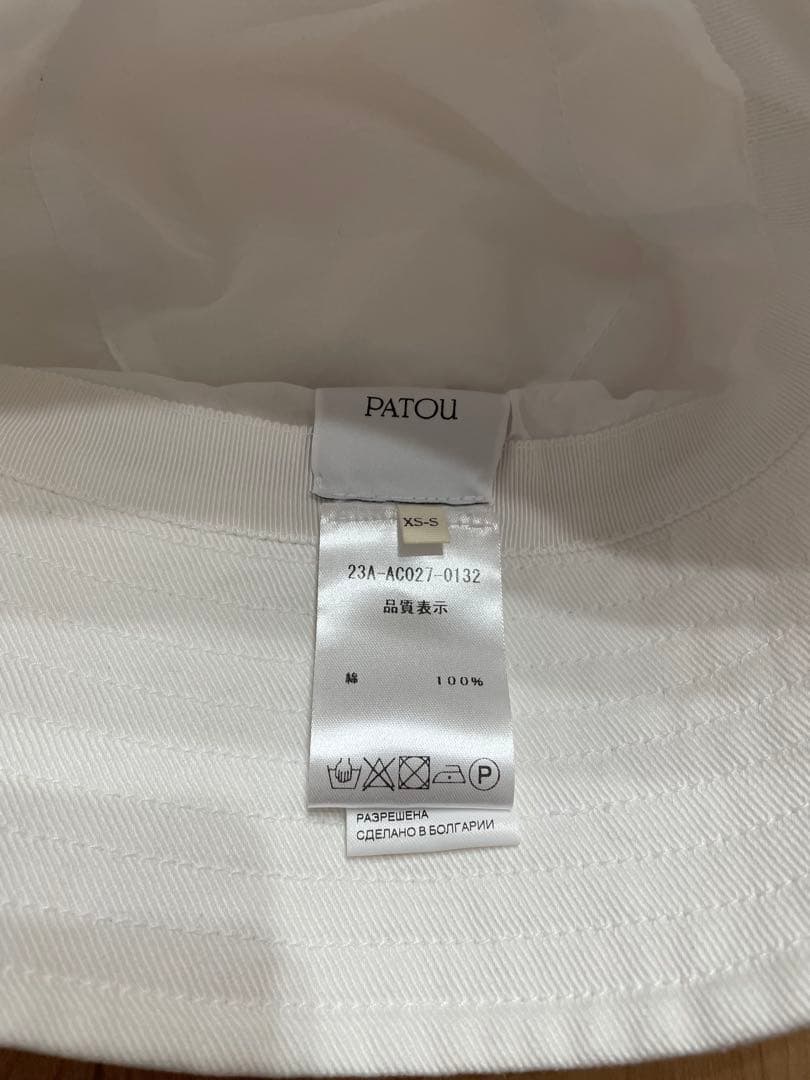 PATOU
XS-S
23A-AC027-0132
品質表示
綿 100%
P
РАЗРЕШЕНА
СДЕЛАНО В БОЛГАРИИ